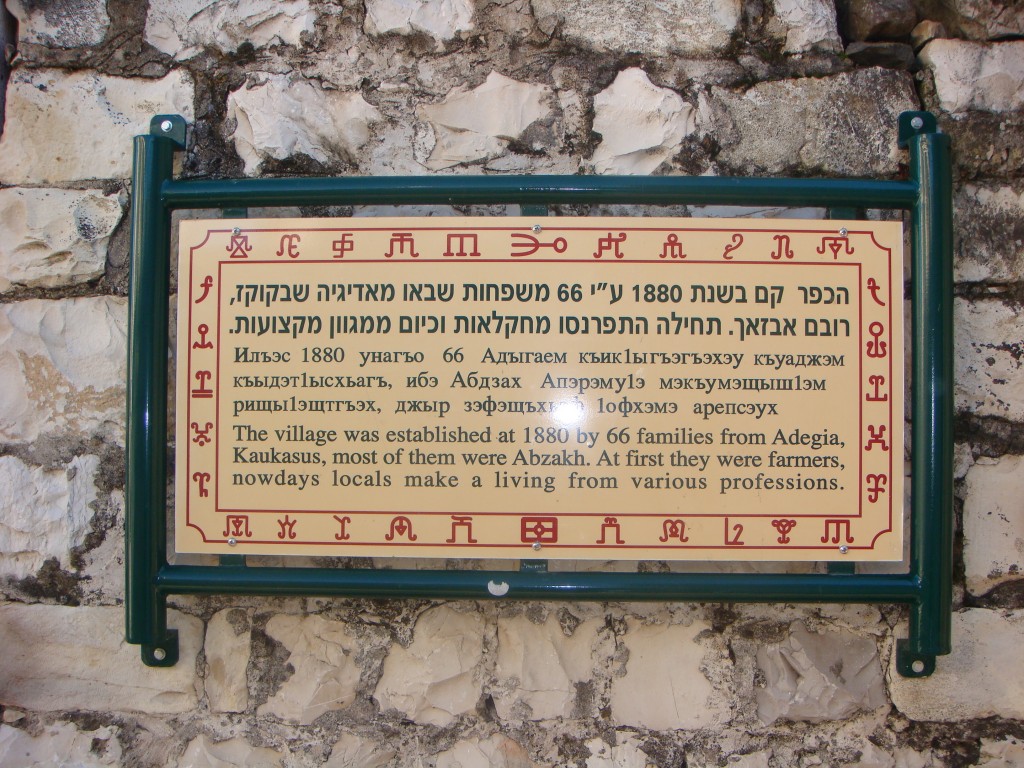 הכפר קם בשנת 1880 ע״י 66 משפחות שבאו מאדיגיה שבקוקז,
רובם אבזאך. תחילה התפרנסו מחקלאות וכיום ממגוון מקצועות.
Илъэс 1880 унагъо 66 Адыгаем къик1ыгъэгъэхэу къуаджэм
къыдэт1ысхьагъ, ибэ Абдзах Апэрэму1э мэкъумэщыш1эм
рищы1эщтгъэх, джыр 1офхэмэ арепсэух
The village was established at 1880 by 66 families from Adegia,
Kaukasus, most of them were Abzakh. At first they were farmers,
nowdays locals make a living from various professions.